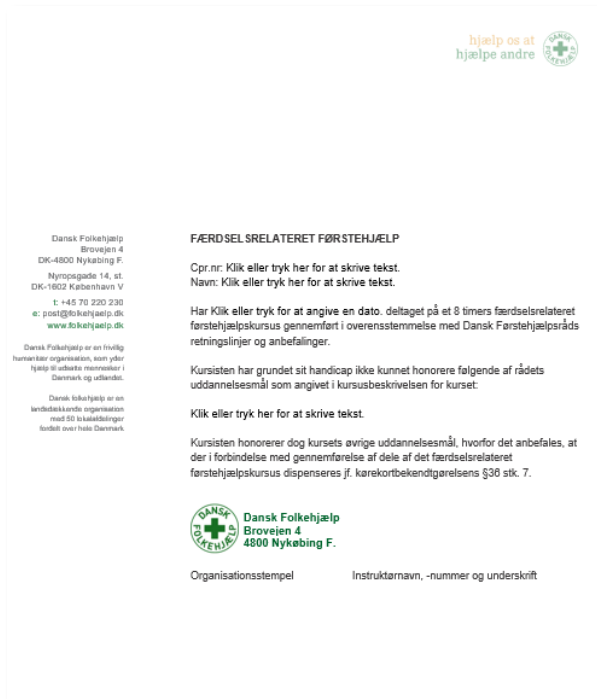 hjælp os at
hjælpe andre
DANSK
FOLKEHJÆLP
Dansk Folkehjælp
Brovejen 4
DK-4800 Nykøbing F.
Nyropsgade 14, st.
DK-1602 København V
t: +45 70 220 230
e: post@folkehjaelp.dk
www.folkehjaelp.dk
Dansk Folkehjælp er en frivillig
humanitær organisation, som yder
hjælp til udsatte mennesker i
Danmark og udlandet.
Dansk folkehjælp er en
landsdækkende organisation
med 50 lokalafdelinger
fordelt over hele Danmark
FÆRDSELSRELATERET FØRSTEHJÆLP
Cpr.nr: Klik eller tryk her for at skrive tekst.
Navn: Klik eller tryk her for at skrive tekst.
Har Klik eller tryk for at angive en dato. deltaget på et 8 timers færdselsrelateret
førstehjælpskursus gennemført i overensstemmelse med Dansk Førstehjælpsråds
retningslinjer og anbefalinger.
Kursisten har grundet sit handicap ikke kunnet honorere følgende af rådets
uddannelsesmål som angivet i kursusbeskrivelsen for kurset:
Klik eller tryk her for at skrive tekst.
Kursisten honorerer dog kursets øvrige uddannelsesmål, hvorfor det anbefales, at
der i forbindelse med gennemførelse af dele af det færdselsrelateret
førstehjælpskursus dispenseres jf. kørekortbekendtgørelsens §36 stk. 7.
DANSK
FOLKEHJÆLP
Dansk Folkehjælp
Brovejen 4
4800 Nykøbing F.
Organisationsstempel
Instruktørnavn, -nummer og underskrift